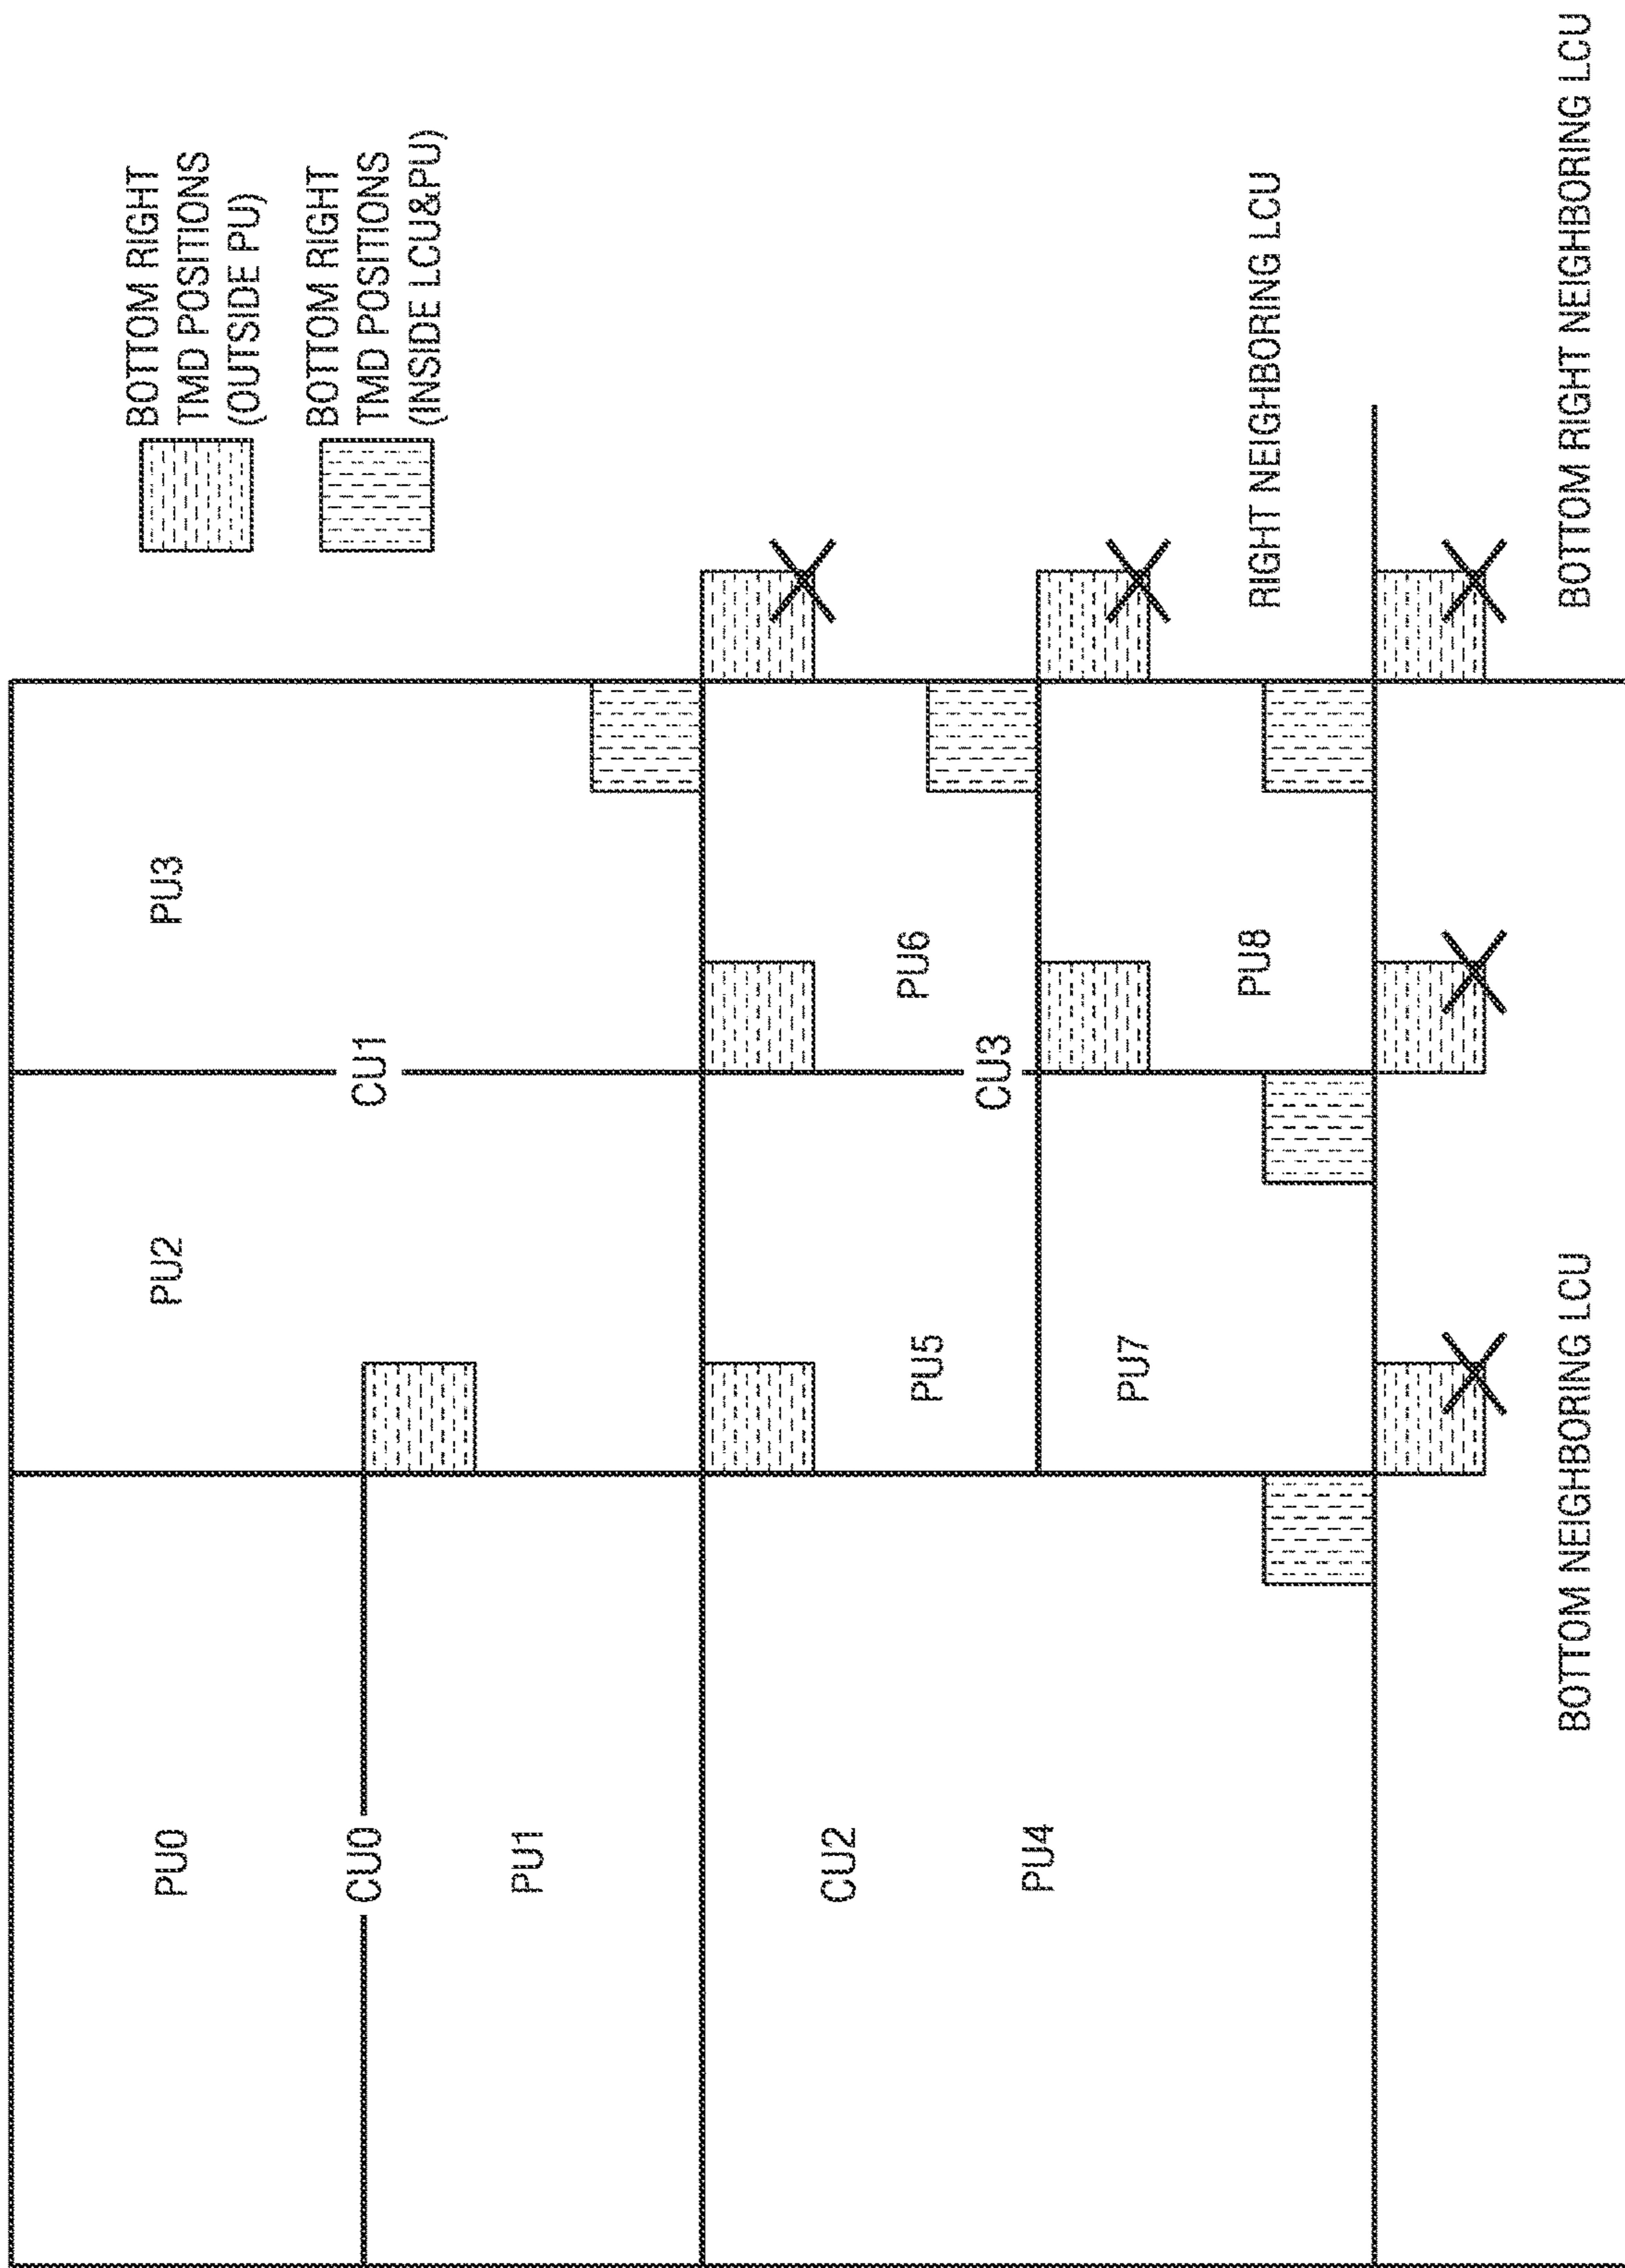 BOTTOM RIGHT
TMD POSITIONS
(OUTSIDE PU)
BOTTOM RIGHT
TMD POSITIONS
(INSIDE LCU&PU)
PU0
PU2
PU3
CU0
CU1
PU1
CU2
PU5
PU6
PU4
CU3
PU7
PU8
RIGHT NEIGHBORING LCU
BOTTOM NEIGHBORING LCU
BOTTOM RIGHT NEIGHBORING LCU